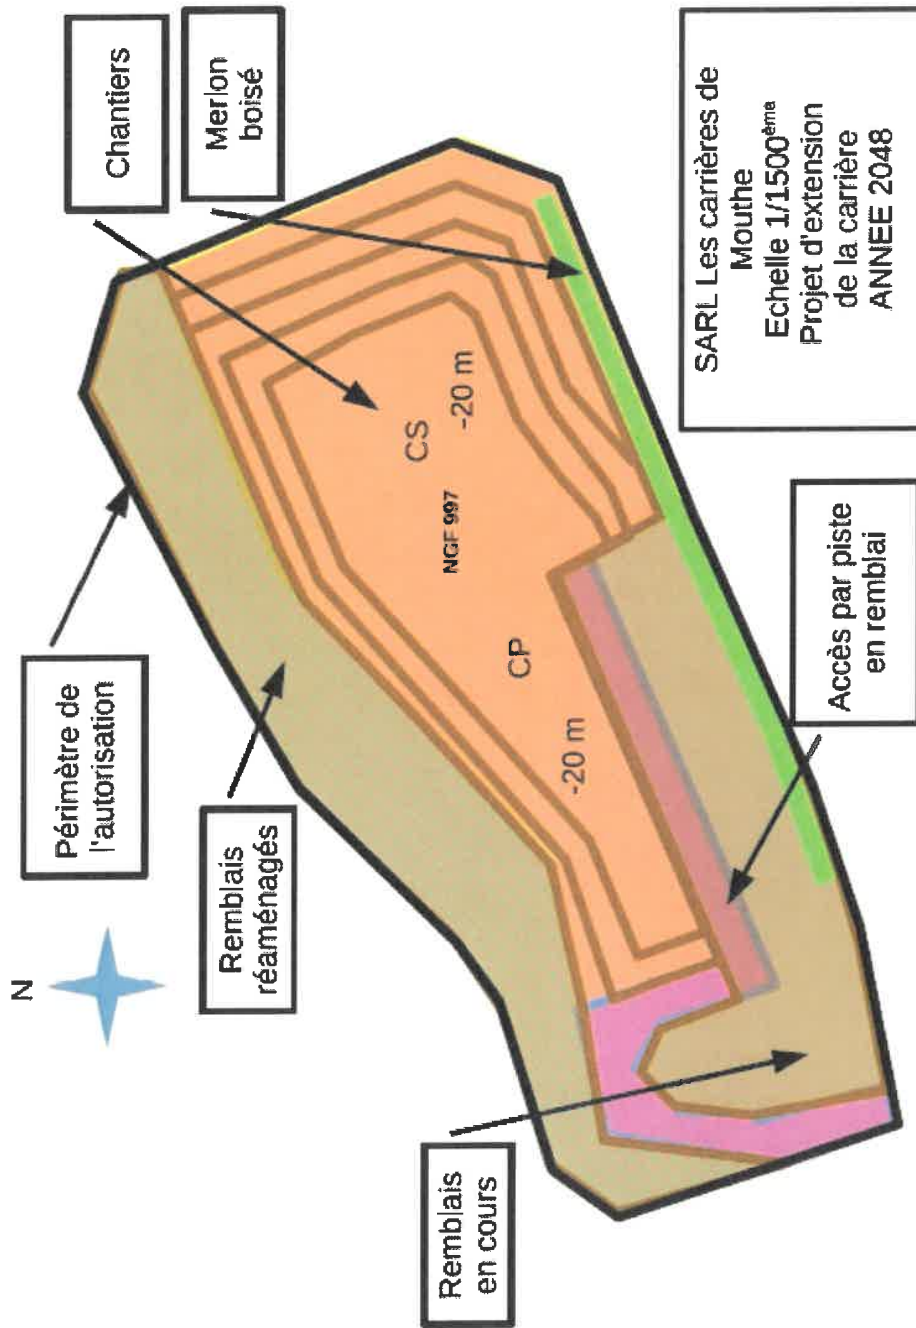 N
Périmètre de
l'autorisation
Chantiers
Merlon
boisé
Remblais
réaménagés
CS
-20 m
NGF 997
CP
-20 m
Remblais
en cours
Accès par piste
en remblai
SARL Les carrières de
Mouthe
Echelle 1/1500ème
Projet d'extension
de la carrière
ANNEE 2048